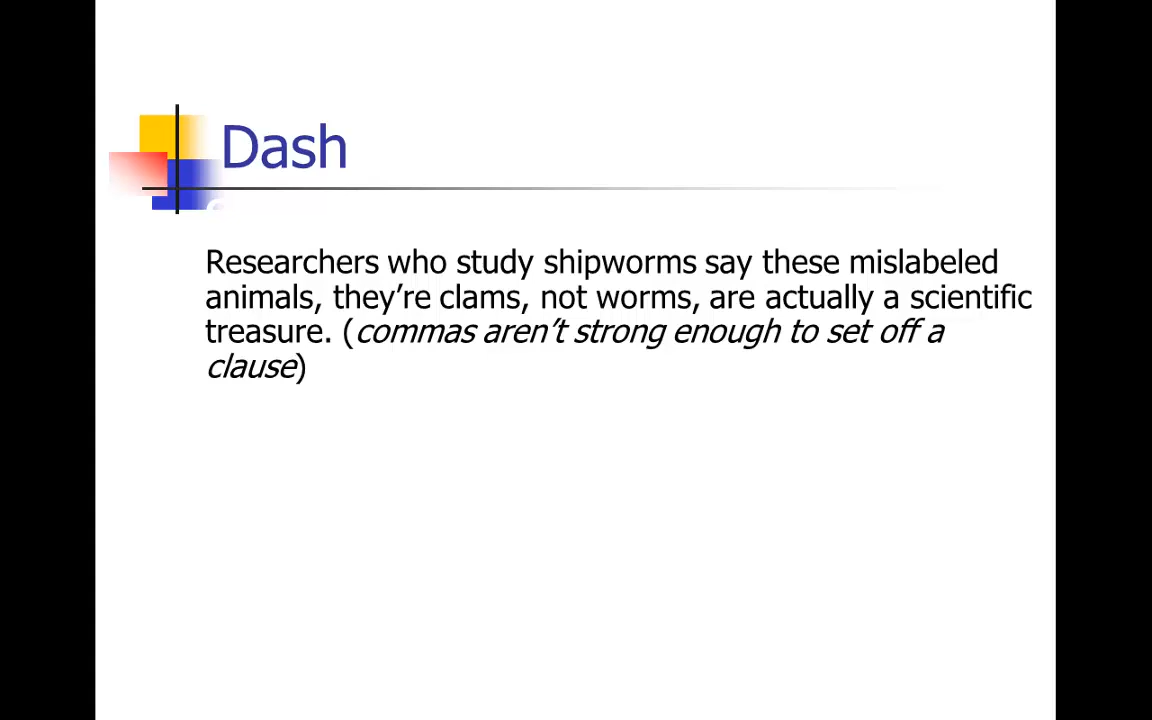 Dash
Researchers who study shipworms say these mislabeled
animals, they’re clams, not worms, are actually a scientific
treasure. (commas aren’t strong enough to set off a
clause)